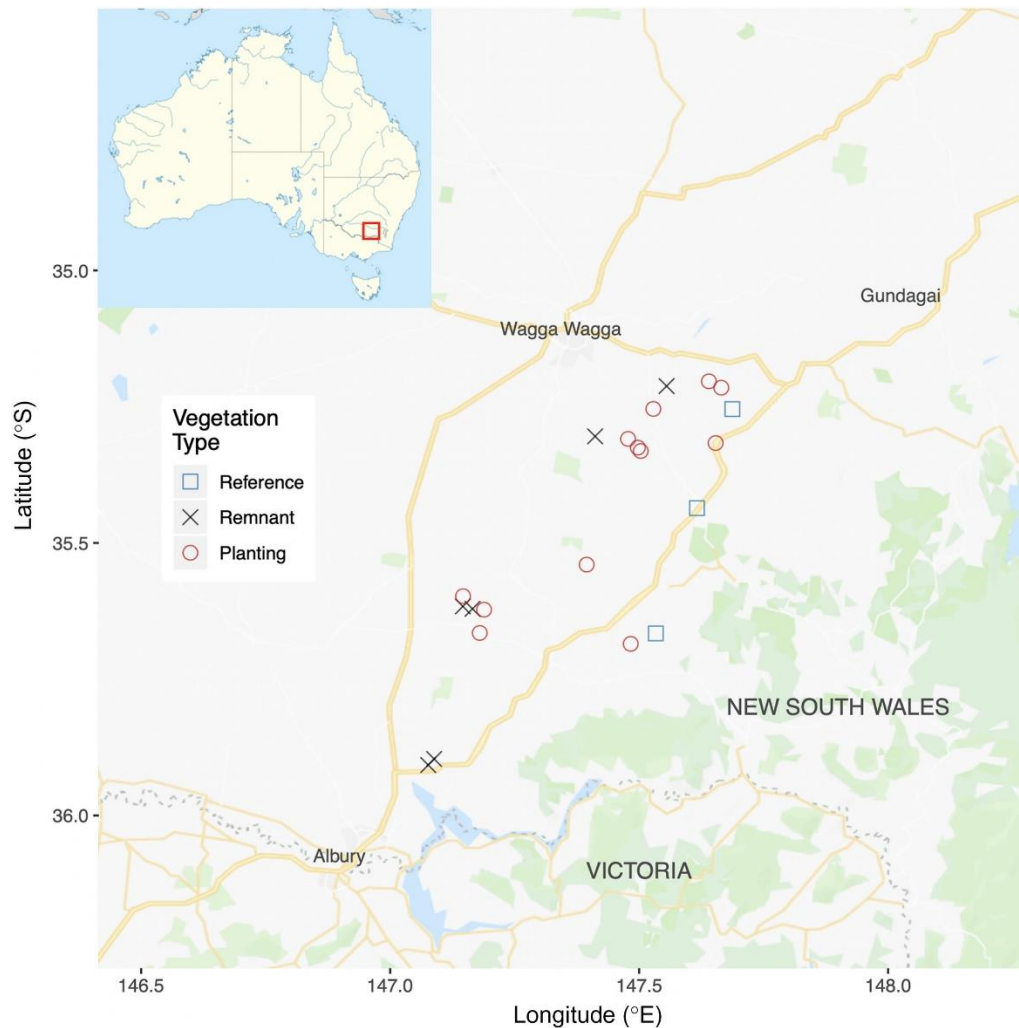 35.0
35.5
36.0
Latitude (°S)
Gundagai
Wagga Wagga
Vegetation
Type
Reference
Remnant
Planting
NEW SOUTH WALES
Albury
VICTORIA
146.5
147.0
147.5
148.0
Longitude (°E)